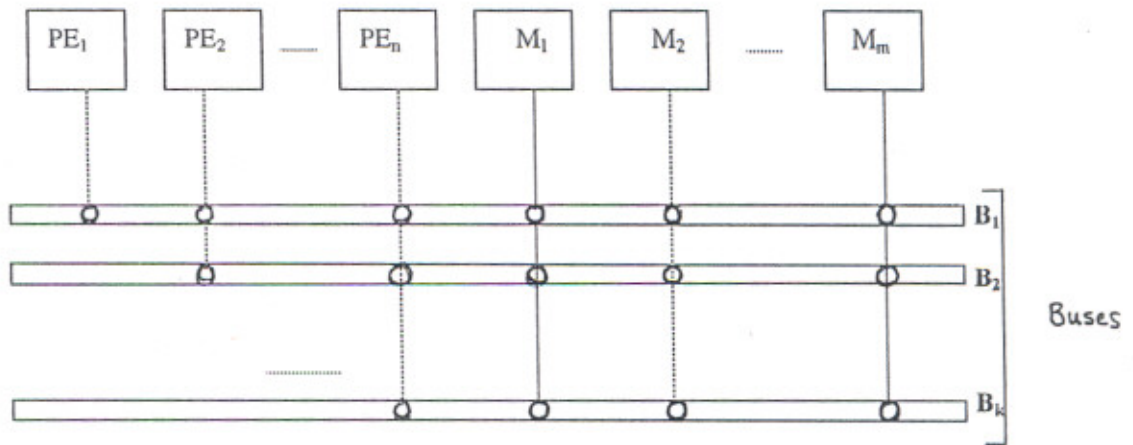 PE₁ PE₂ PEₙ M₁ M₂ Mₘ
B₁
B₂
Buses
Bₖ